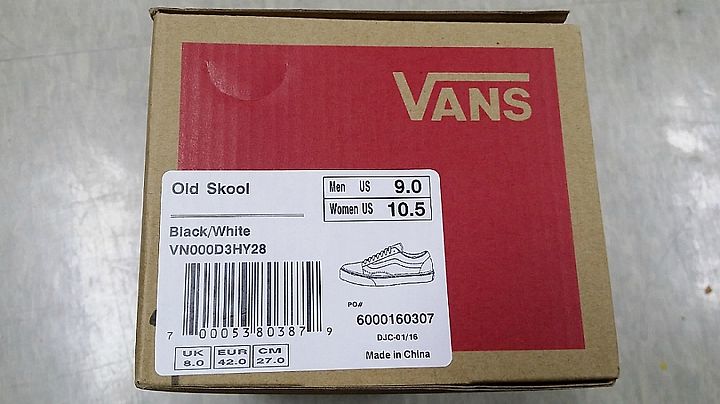 VANS
Old Skool
Men US 9.0
Women US 10.5
Black/White
VN000D3HY28
PO#
7 00053 80387 9
6000160307
DJC-01/16
UK EUR CM
8.0 42.0 27.0
Made in China